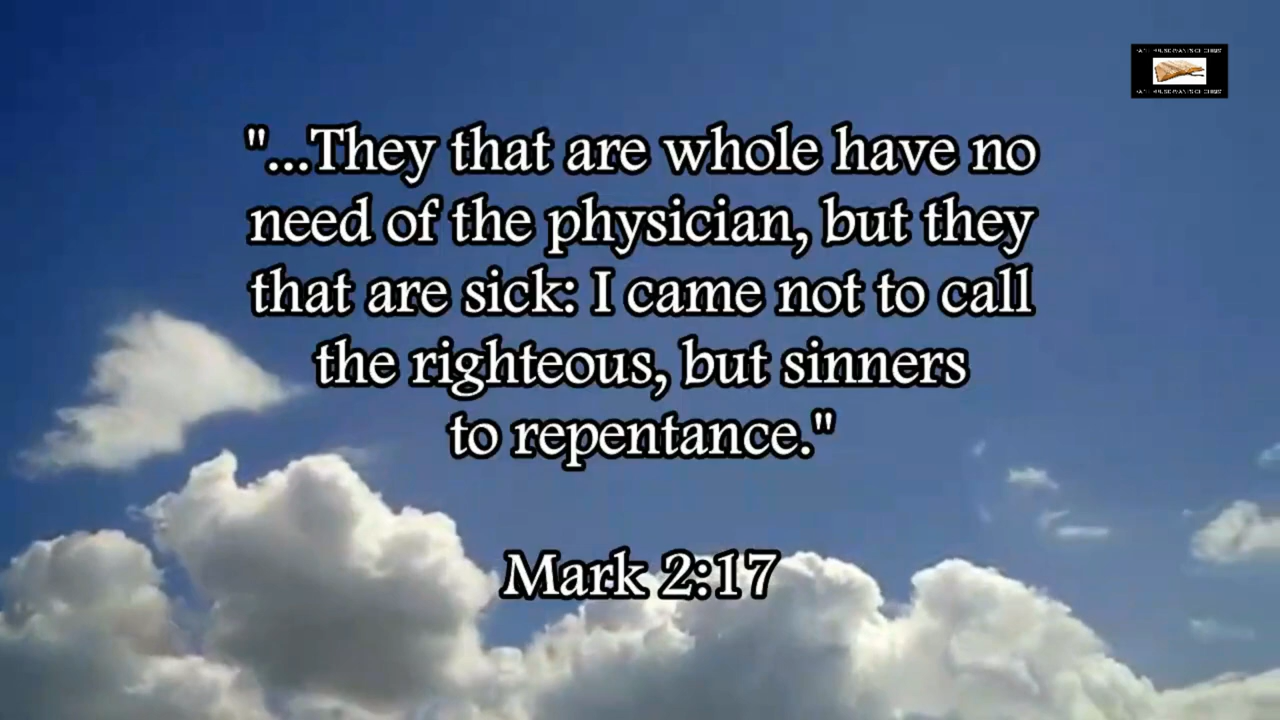 "...They that are whole have no
need of the physician, but they
that are sick: I came not to call
the righteous, but sinners
to repentance."
Mark 2:17